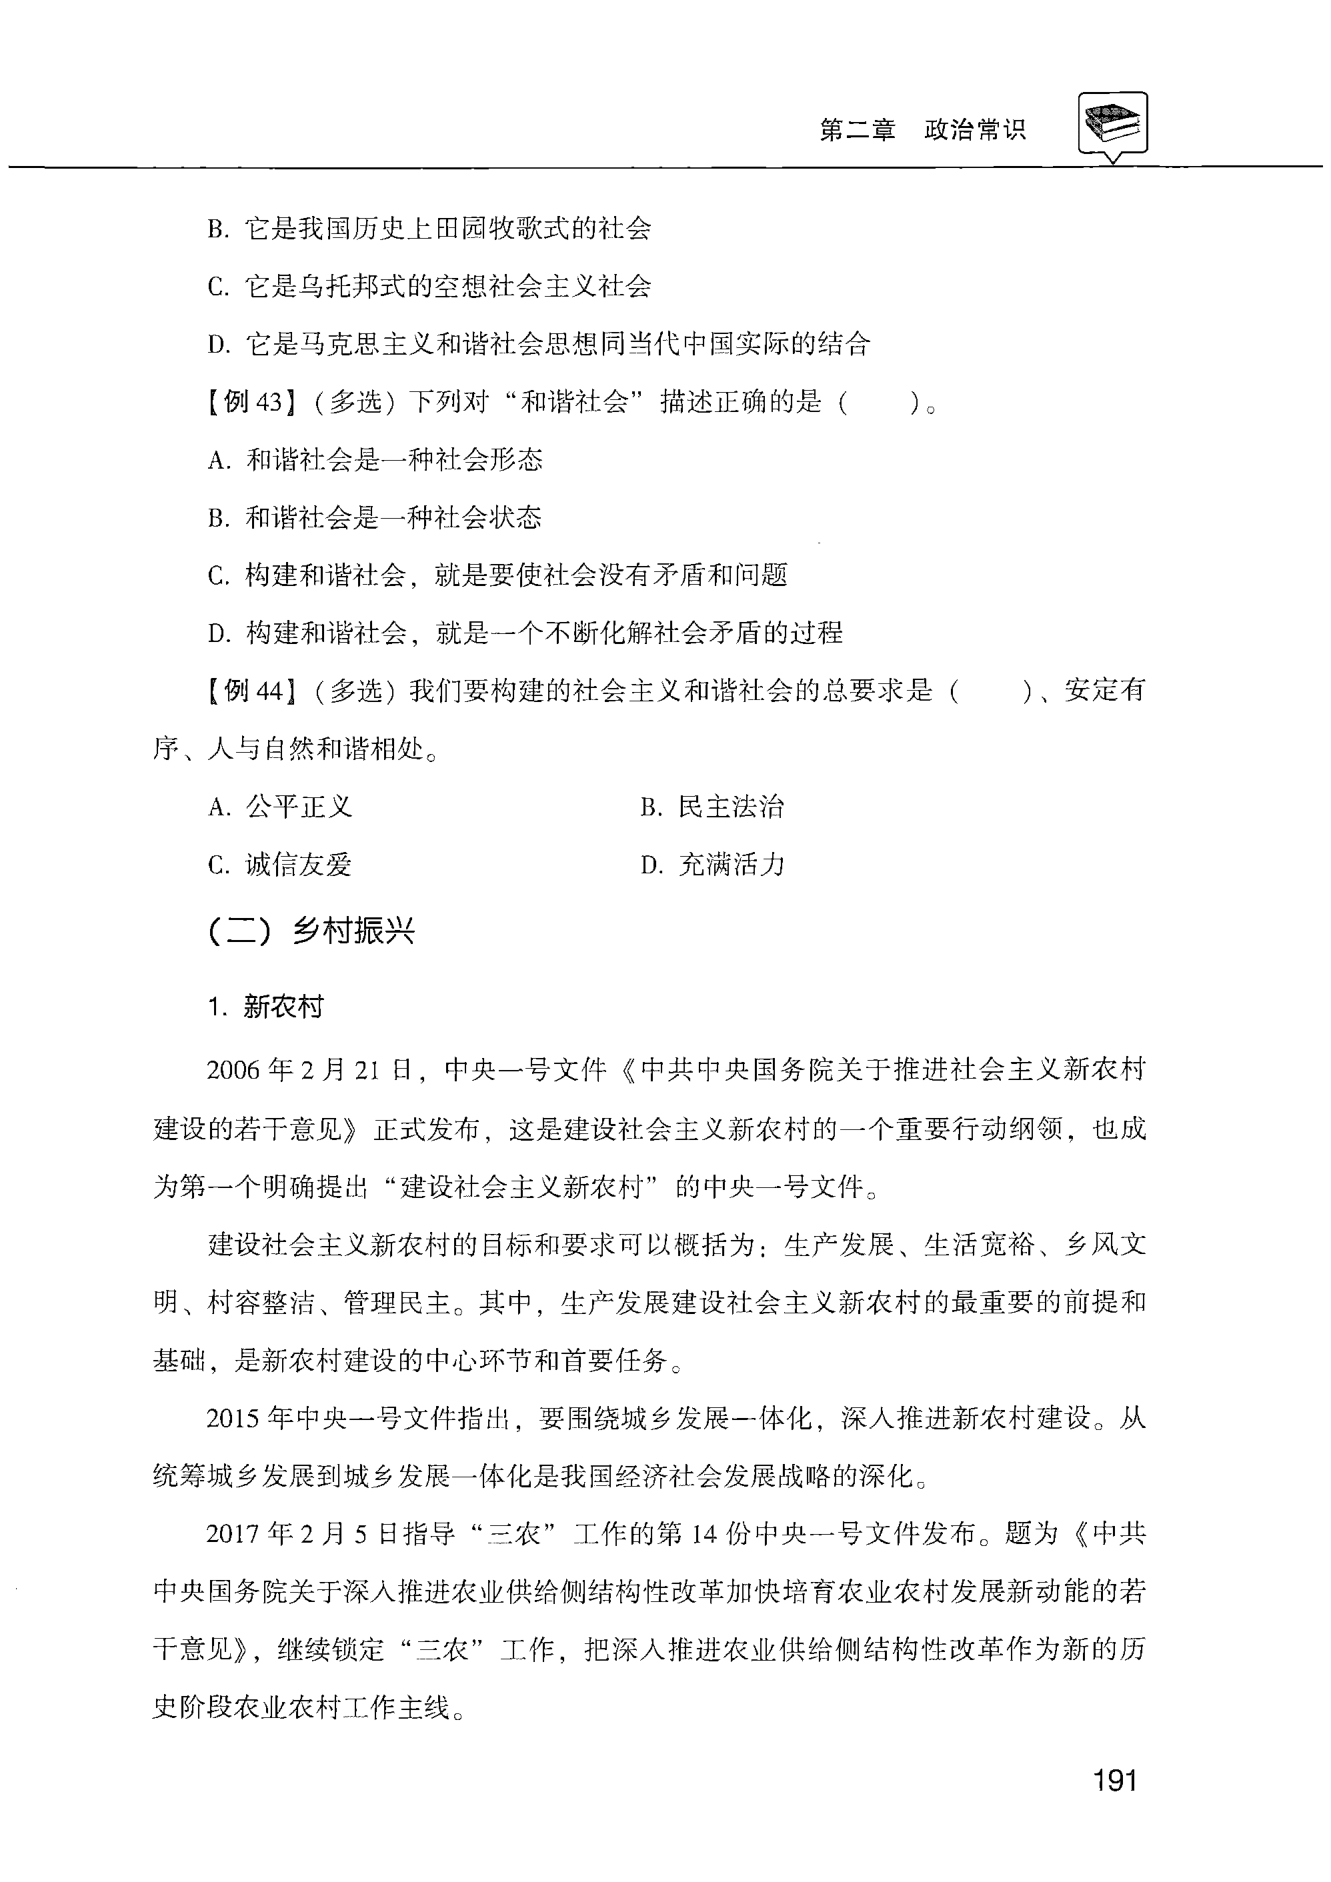 第二章 政治常识
B. 它是我国历史上田园牧歌式的社会
C. 它是乌托邦式的空想社会主义社会
D. 它是马克思主义和谐社会思想同当代中国实际的结合
【例 43】(多选) 下列对“和谐社会”描述正确的是 (  )。
A. 和谐社会是一种社会形态
B. 和谐社会是一种社会状态
C. 构建和谐社会，就是要使社会没有矛盾和问题
D. 构建和谐社会，就是一个不断化解社会矛盾的过程
【例 44】(多选) 我们要构建的社会主义和谐社会的总要求是 (  )、安定有
序、人与自然和谐相处。
A. 公平正义 B. 民主法治
C. 诚信友爱 D. 充满活力
(二) 乡村振兴
1. 新农村
2006 年 2 月 21 日，中央一号文件《中共中央国务院关于推进社会主义新农村
建设的若干意见》正式发布，这是建设社会主义新农村的一个重要行动纲领，也成
为第一个明确提出“建设社会主义新农村”的中央一号文件。
建设社会主义新农村的目标和要求可以概括为：生产发展、生活宽裕、乡风文
明、村容整洁、管理民主。其中，生产发展建设社会主义新农村的最重要的前提和
基础，是新农村建设的中心环节和首要任务。
2015 年中央一号文件指出，要围绕城乡发展一体化，深入推进新农村建设。从
统筹城乡发展到城乡发展一体化是我国经济社会发展战略的深化。
2017 年 2 月 5 日指导“三农”工作的第 14 份中央一号文件发布。题为《中共
中央国务院关于深入推进农业供给侧结构性改革加快培育农业农村发展新动能的若
干意见》，继续锁定“三农”工作，把深入推进农业供给侧结构性改革作为新的历
史阶段农业农村工作主线。
191